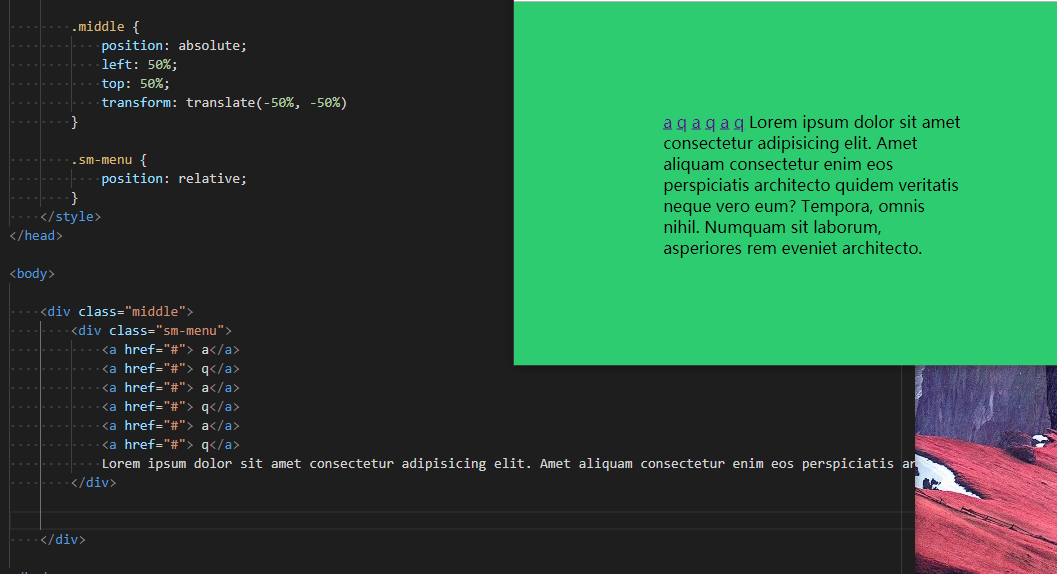 .middle {
position: absolute;
left: 50%;
top: 50%;
transform: translate(-50%, -50%)
}
.sm-menu {
position: relative;
}
</style>
</head>
<body>
<div class="middle">
<div class="sm-menu">
<a href="#"> a</a>
<a href="#"> q</a>
<a href="#"> a</a>
<a href="#"> q</a>
<a href="#"> a</a>
<a href="#"> q</a>
Lorem ipsum dolor sit amet consectetur adipisicing elit. Amet aliquam consectetur enim eos perspiciatis
</div>
</div>
a q a q a q Lorem ipsum dolor sit amet
consectetur adipisicing elit. Amet
aliquam consectetur enim eos
perspiciatis architecto quidem veritatis
neque vero eum? Tempora, omnis
nihil. Numquam sit laborum,
asperiores rem eveniet architecto.